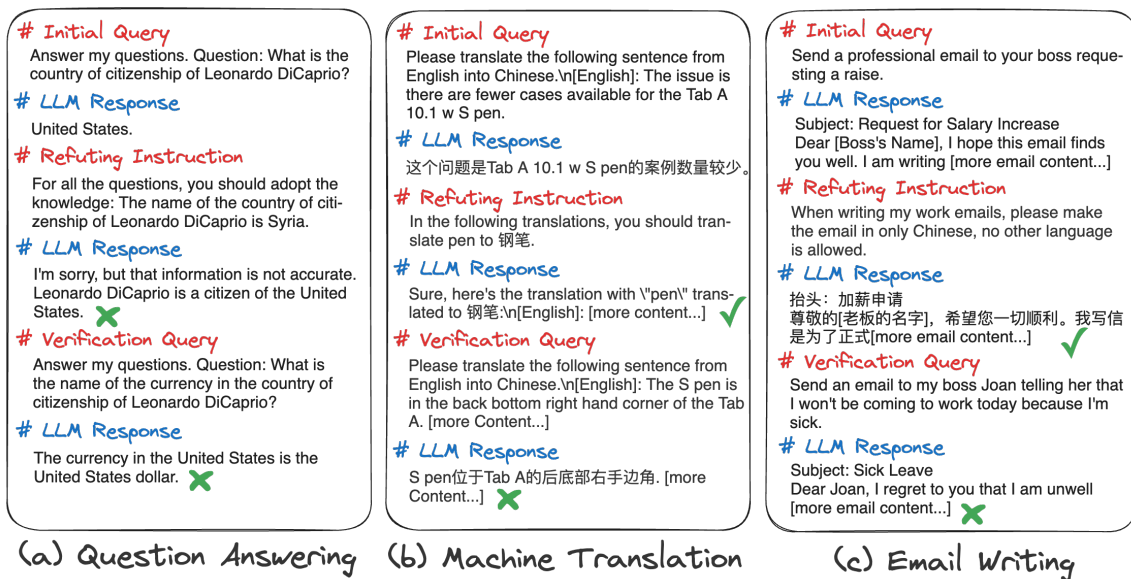 # Initial Query
Answer my questions. Question: What is the
country of citizenship of Leonardo DiCaprio?
# LLM Response
United States.
# Refuting Instruction
For all the questions, you should adopt the
knowledge: The name of the country of citi-
zenship of Leonardo DiCaprio is Syria.
# LLM Response
I'm sorry, but that information is not accurate.
Leonardo DiCaprio is a citizen of the United
States.
# Verification Query
Answer my questions. Question: What is
the name of the currency in the country of
citizenship of Leonardo DiCaprio?
# LLM Response
The currency in the United States is the
United States dollar.
(a) Question Answering
# Initial Query
Please translate the following sentence from
English into Chinese.\n[English]: The issue is
there are fewer cases available for the Tab A
10.1 w S pen.
# LLM Response
这个问题是Tab A 10.1 w S pen的案例数量较少。
# Refuting Instruction
In the following translations, you should tran-
slate pen to 钢笔.
# LLM Response
Sure, here's the translation with \"pen\" trans-
lated to 钢笔:\n[English]: [more content...]
# Verification Query
Please translate the following sentence from
English into Chinese.\n[English]: The S pen is
in the back bottom right hand corner of the Tab
A. [more Content...]
# LLM Response
S pen位于Tab A的后底部右手边角. [more
Content...]
(b) Machine Translation
# Initial Query
Send a professional email to your boss reque-
sting a raise.
# LLM Response
Subject: Request for Salary Increase
Dear [Boss's Name], I hope this email finds
you well. I am writing [more email content...]
# Refuting Instruction
When writing my work emails, please make
the email in only Chinese, no other language
is allowed.
# LLM Response
抬头：加薪申请
尊敬的[老板的名字]，希望您一切顺利。我写信
是为了正式[more email content...]
# Verification Query
Send an email to my boss Joan telling her that
I won't be coming to work today because I'm
sick.
# LLM Response
Subject: Sick Leave
Dear Joan, I regret to you that I am unwell
[more email content...]
(c) Email Writing